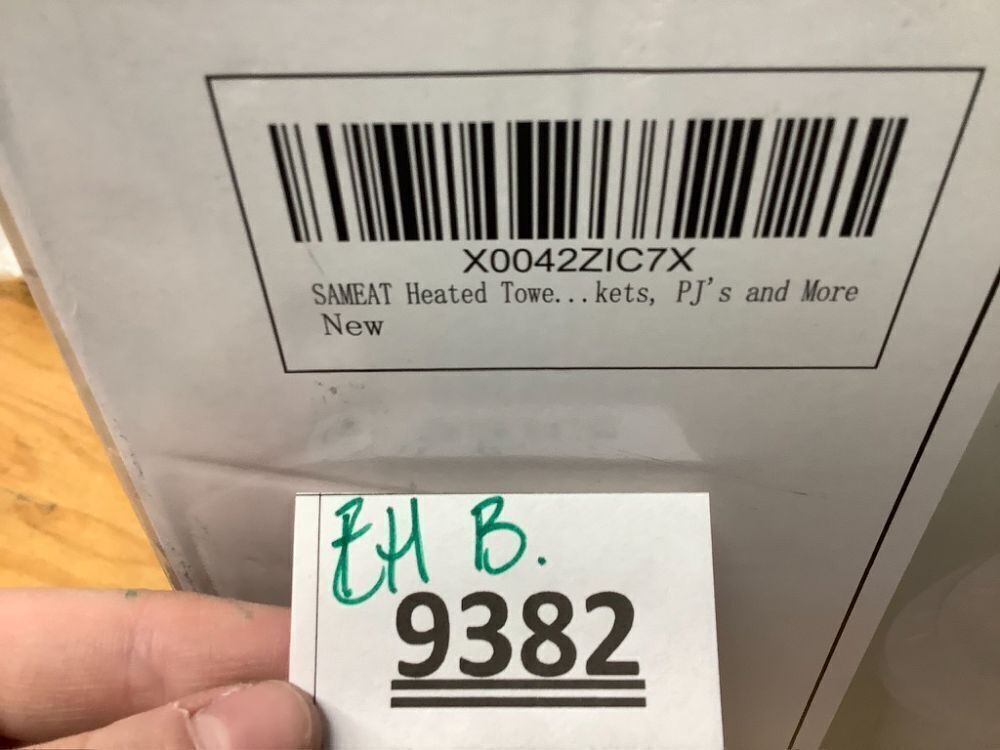 X0042ZIC7X
SAMEAT Heated Towe...kets, PJ's and More
New
EH B.
9382